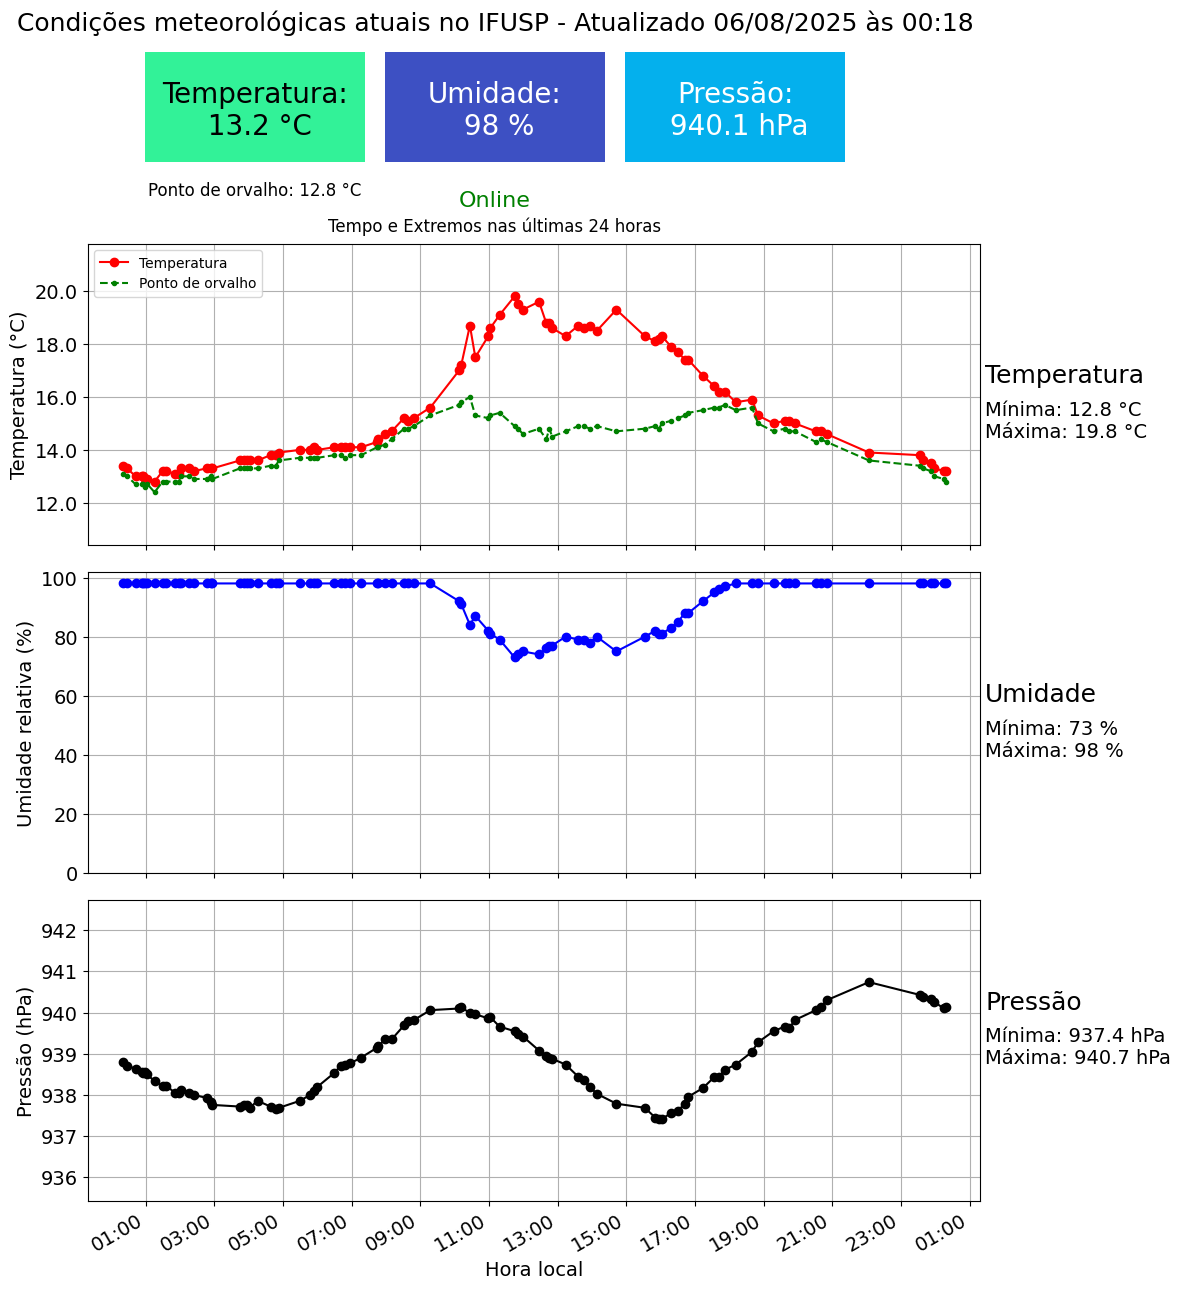 Condições meteorológicas atuais no IFUSP - Atualizado 06/08/2025 às 00:18
Temperatura:
13.2 °C
Umidade:
98 %
Pressão:
940.1 hPa
Ponto de orvalho: 12.8 °C
Online
Tempo e Extremos nas últimas 24 horas
Temperatura
Ponto de orvalho
Temperatura (°C)
20.0
18.0
16.0
14.0
12.0
Temperatura
Mínima: 12.8 °C
Máxima: 19.8 °C
Umidade relativa (%)
100
80
60
40
20
0
Umidade
Mínima: 73 %
Máxima: 98 %
Pressão (hPa)
942
941
940
939
938
937
936
Pressão
Mínima: 937.4 hPa
Máxima: 940.7 hPa
01:00 03:00 05:00 07:00 09:00 11:00 13:00 15:00 17:00 19:00 21:00 23:00 01:00
Hora local